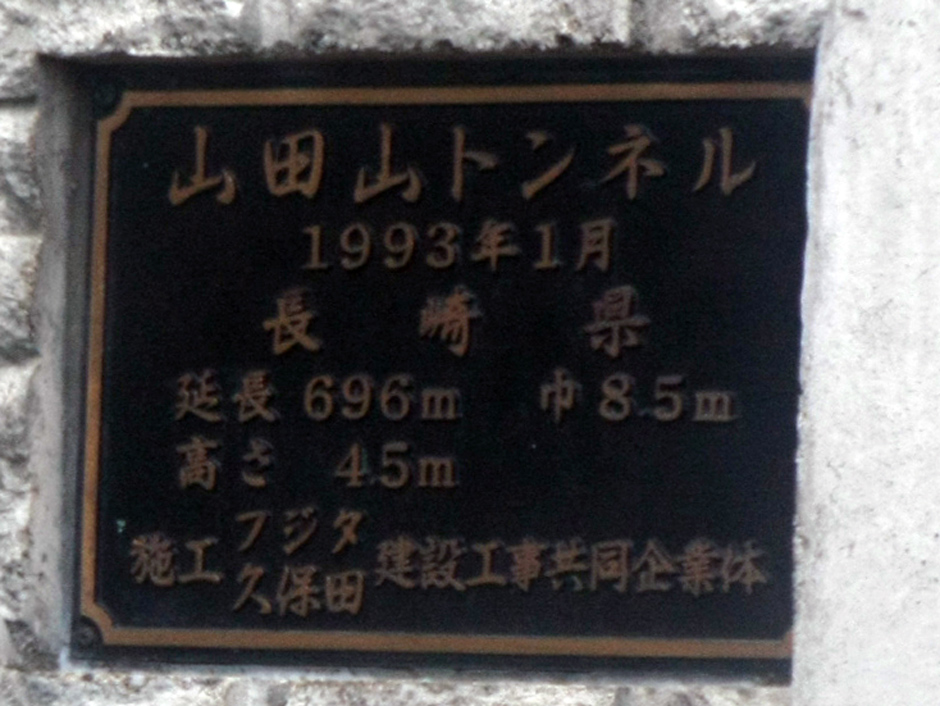 山田山トンネル
1993年1月
長崎県
延長 696m 巾 8.5m
高さ 4.5m
施工 フジタ 久保田 建設工事共同企業体